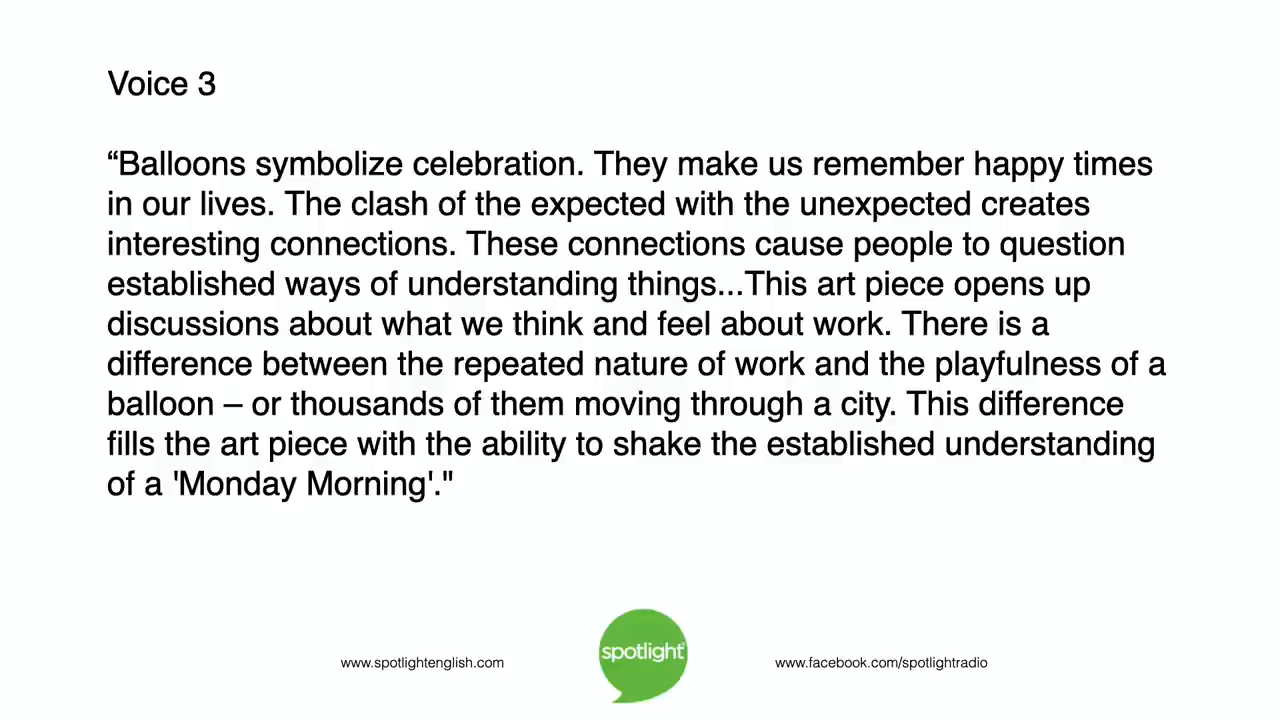 Voice 3
“Balloons symbolize celebration. They make us remember happy times
in our lives. The clash of the expected with the unexpected creates
interesting connections. These connections cause people to question
established ways of understanding things...This art piece opens up
discussions about what we think and feel about work. There is a
difference between the repeated nature of work and the playfulness of a
balloon – or thousands of them moving through a city. This difference
fills the art piece with the ability to shake the established understanding
of a 'Monday Morning'."
www.spotlightenglish.com
spotlight
www.facebook.com/spotlightradio